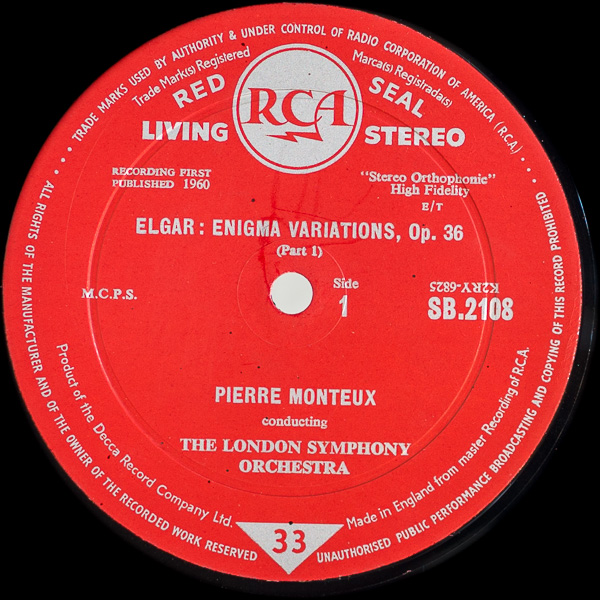 TRADE MARKS USED BY AUTHORITY & UNDER CONTROL OF RADIO CORPORATION OF AMERICA (R.C.A.)
Trade Mark(s) Registered
Marca(s) Registrada(s)
RED SEAL
RCA
LIVING STEREO
RECORDING FIRST
PUBLISHED 1960
"Stereo Orthophonic"
High Fidelity
E/T
ELGAR : ENIGMA VARIATIONS, Op. 36
(Part 1)
M.C.P.S.
Side
1
K2RY-6825
SB.2108
PIERRE MONTEUX
conducting
THE LONDON SYMPHONY
ORCHESTRA
Product of the Decca Record Company Ltd.
Made in England from master Recording of R.C.A.
33
ALL RIGHTS OF THE MANUFACTURER AND OF THE OWNER OF THE RECORDED WORK RESERVED
UNAUTHORISED PUBLIC PERFORMANCE BROADCASTING AND COPYING OF THIS RECORD PROHIBITED